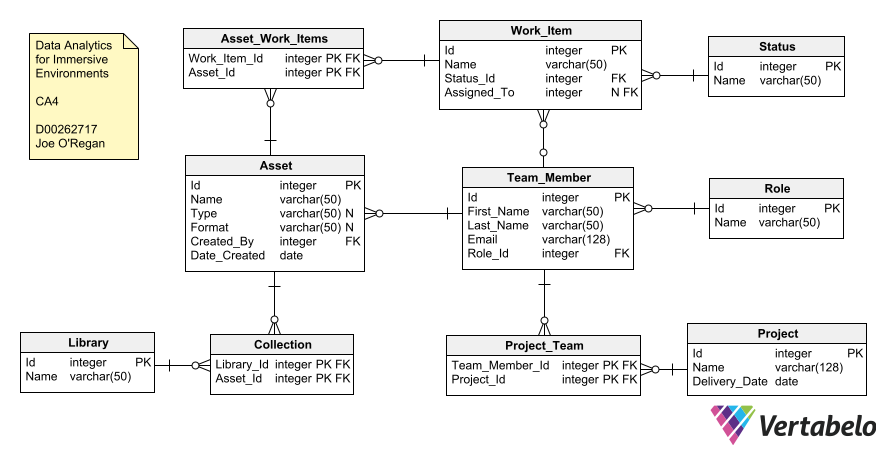 Data Analytics
for Immersive
Environments
CA4
D00262717
Joe O'Regan
Asset_Work_Items
Work_Item_Id integer PK FK
Asset_Id integer PK FK
Work_Item
Id integer PK
Name varchar(50)
Status_Id integer FK
Assigned_To integer N FK
Status
Id integer PK
Name varchar(50)
Asset
Id integer PK
Name varchar(50)
Type varchar(50) N
Format varchar(50) N
Created_By integer FK
Date_Created date
Team_Member
Id integer PK
First_Name varchar(50)
Last_Name varchar(50)
Email varchar(128)
Role_Id integer FK
Role
Id integer PK
Name varchar(50)
Library
Id integer PK
Name varchar(50)
Collection
Library_Id integer PK FK
Asset_Id integer PK FK
Project_Team
Team_Member_Id integer PK FK
Project_Id integer PK FK
Project
Id integer PK
Name varchar(128)
Delivery_Date date
Vertabelo